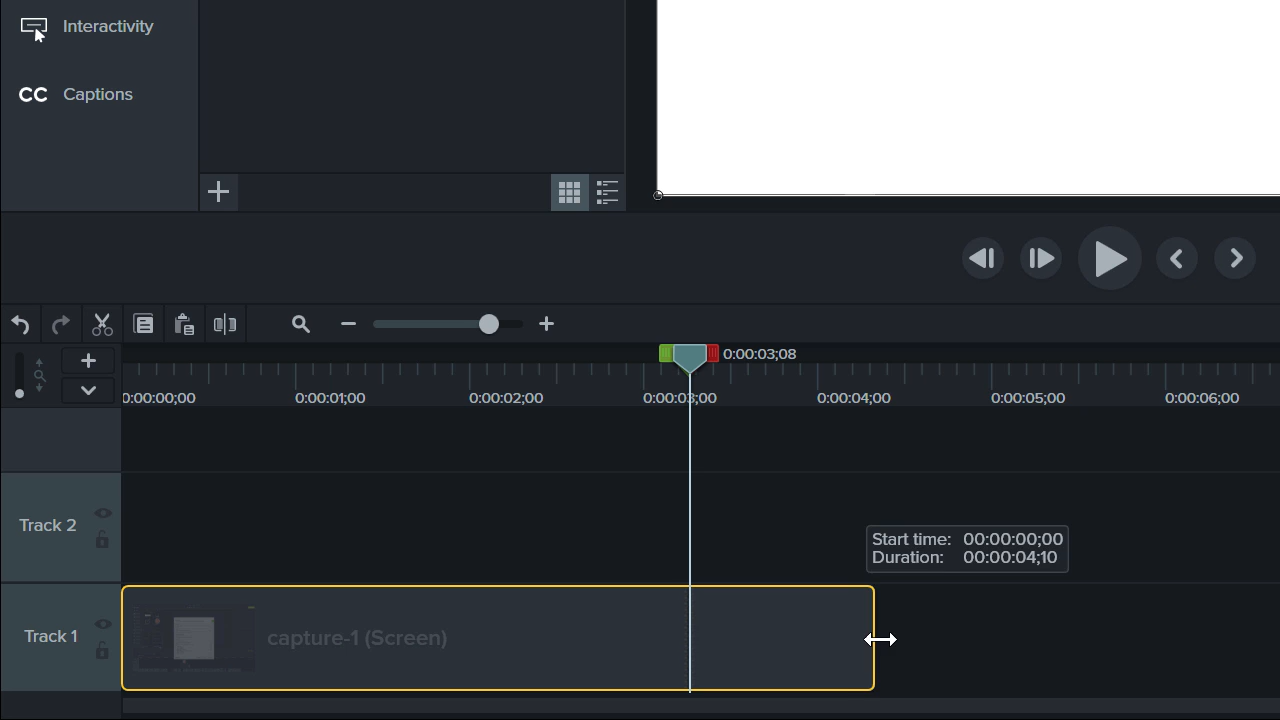 Interactivity
CC Captions
0:00:03;08
0:00:00;00 0:00:01;00 0:00:02;00 0:00:03;00 0:00:04;00 0:00:05;00 0:00:06;00
Track 2
Start time: 00:00:00;00
Duration: 00:00:04;10
Track 1
capture-1 (Screen)